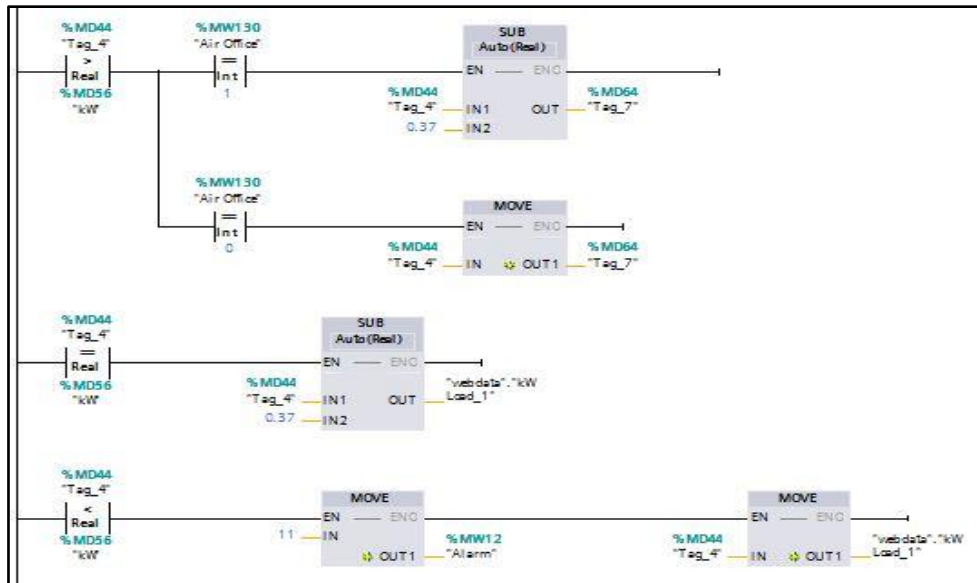 %MD44
"Tag_4"
>
Real
%MD56
"kW"
%MW130
"Air Office"
==
Int
1
SUB
Auto (Real)
EN
ENO
%MD44
"Tag_4"
IN1
0.37
IN2
OUT
%MD64
"Tag_7"
%MW130
"Air Office"
==
Int
0
MOVE
EN
ENO
%MD44
"Tag_4"
IN
OUT1
%MD64
"Tag_7"
%MD44
"Tag_4"
==
Real
%MD56
"kW"
SUB
Auto (Real)
EN
ENO
%MD44
"Tag_4"
IN1
0.37
IN2
OUT
"webdata"."kW
Load_1"
%MD44
"Tag_4"
<
Real
%MD56
"kW"
MOVE
EN
ENO
11
IN
OUT1
%MW12
"Alarm"
MOVE
EN
ENO
%MD44
"Tag_4"
IN
OUT1
"webdata"."kW
Load_1"